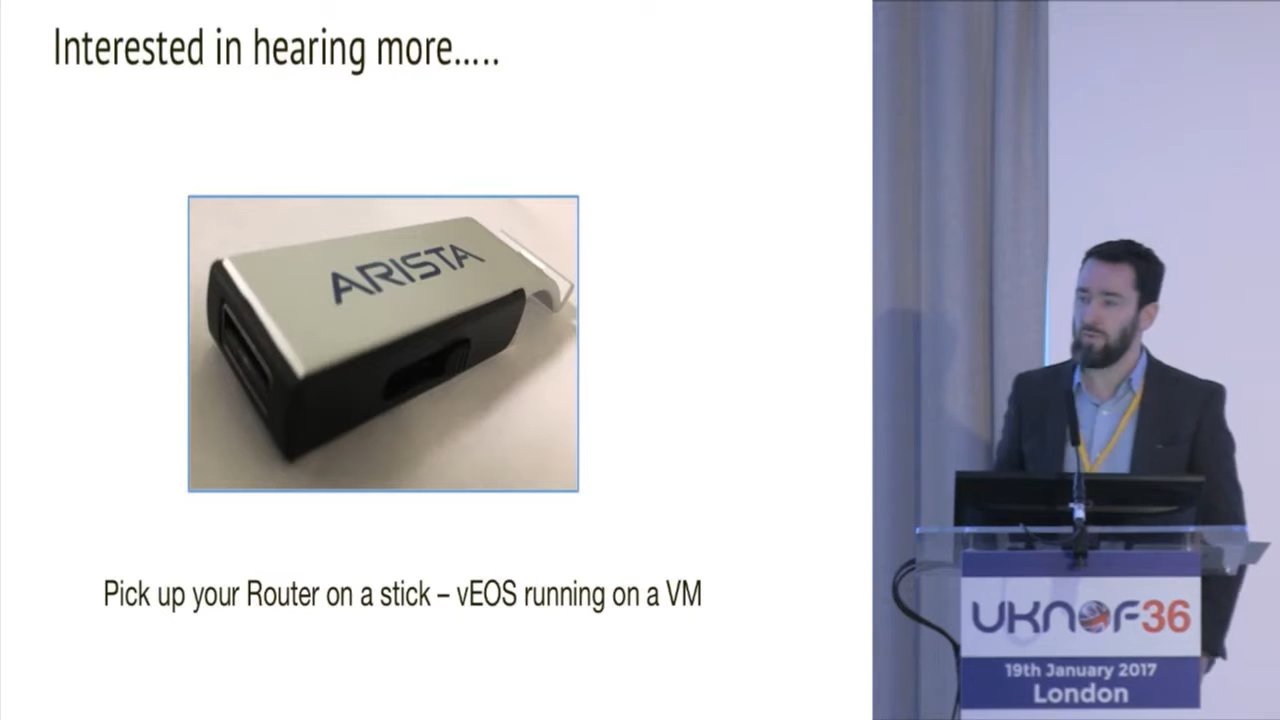 Interested in hearing more.....
ARISTA
Pick up your Router on a stick – vEOS running on a VM
UKNOF36
19th January 2017
London